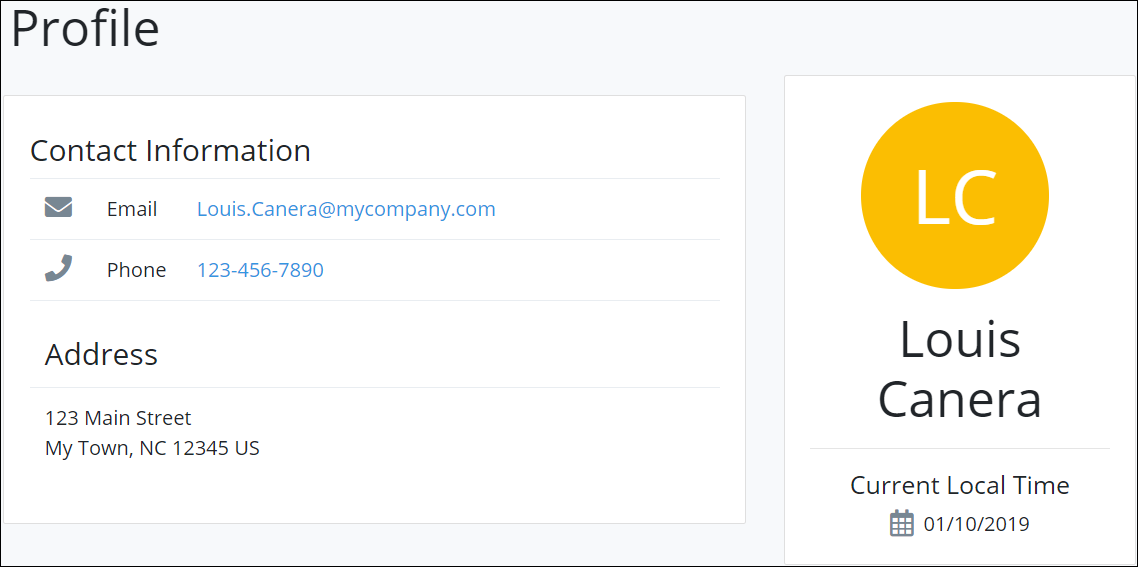 Profile
Contact Information
Email Louis.Canera@mycompany.com
Phone 123-456-7890
Address
123 Main Street
My Town, NC 12345 US
LC
Louis
Canera
Current Local Time
01/10/2019